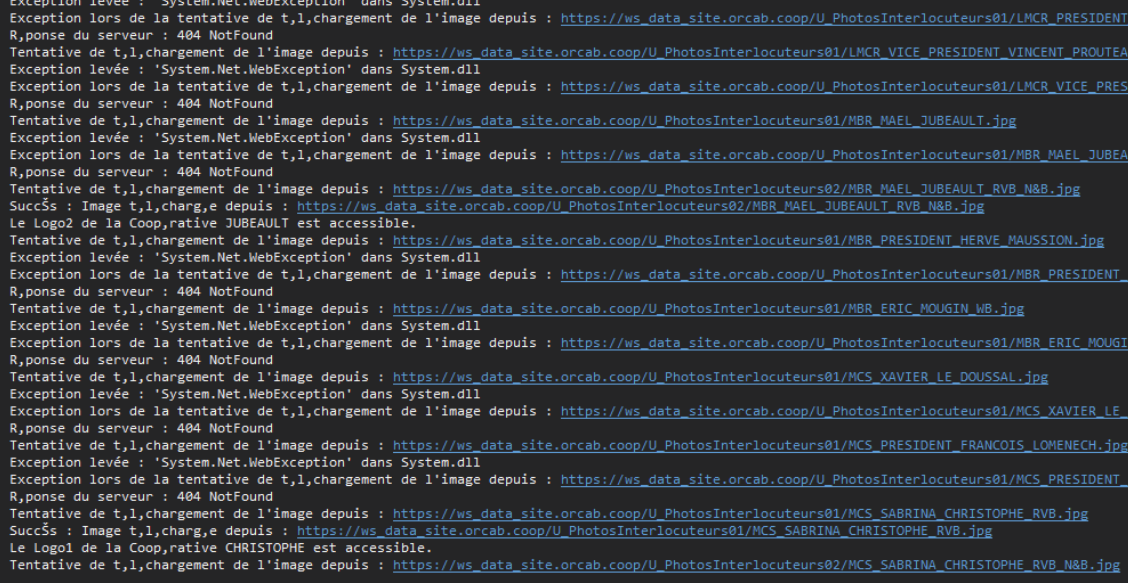 Exception levée : 'System.Net.WebException' dans System.dll
Exception lors de la tentative de t,l,chargement de l'image depuis : https://ws_data_site.orcab.coop/U_PhotosInterlocuteurs01/LMCR_PRESIDENT
R,ponse du serveur : 404 NotFound
Tentative de t,l,chargement de l'image depuis : https://ws_data_site.orcab.coop/U_PhotosInterlocuteurs01/LMCR_VICE_PRESIDENT_VINCENT_PROUTEA
Exception levée : 'System.Net.WebException' dans System.dll
Exception lors de la tentative de t,l,chargement de l'image depuis : https://ws_data_site.orcab.coop/U_PhotosInterlocuteurs01/LMCR_VICE_PRES
R,ponse du serveur : 404 NotFound
Tentative de t,l,chargement de l'image depuis : https://ws_data_site.orcab.coop/U_PhotosInterlocuteurs01/MBR_MAEL_JUBEAULT.jpg
Exception levée : 'System.Net.WebException' dans System.dll
Exception lors de la tentative de t,l,chargement de l'image depuis : https://ws_data_site.orcab.coop/U_PhotosInterlocuteurs01/MBR_MAEL_JUBEA
R,ponse du serveur : 404 NotFound
Tentative de t,l,chargement de l'image depuis : https://ws_data_site.orcab.coop/U_PhotosInterlocuteurs02/MBR_MAEL_JUBEAULT_RVB_N&B.jpg
SuccŠs : Image t,l,charg,e depuis : https://ws_data_site.orcab.coop/U_PhotosInterlocuteurs02/MBR_MAEL_JUBEAULT_RVB_N&B.jpg
Le Logo2 de la Coop,rative JUBEAULT est accessible.
Tentative de t,l,chargement de l'image depuis : https://ws_data_site.orcab.coop/U_PhotosInterlocuteurs01/MBR_PRESIDENT_HERVE_MAUSSION.jpg
Exception levée : 'System.Net.WebException' dans System.dll
Exception lors de la tentative de t,l,chargement de l'image depuis : https://ws_data_site.orcab.coop/U_PhotosInterlocuteurs01/MBR_PRESIDENT_
R,ponse du serveur : 404 NotFound
Tentative de t,l,chargement de l'image depuis : https://ws_data_site.orcab.coop/U_PhotosInterlocuteurs01/MBR_ERIC_MOUGIN_WB.jpg
Exception levée : 'System.Net.WebException' dans System.dll
Exception lors de la tentative de t,l,chargement de l'image depuis : https://ws_data_site.orcab.coop/U_PhotosInterlocuteurs01/MBR_ERIC_MOUGI
R,ponse du serveur : 404 NotFound
Tentative de t,l,chargement de l'image depuis : https://ws_data_site.orcab.coop/U_PhotosInterlocuteurs01/MCS_XAVIER_LE_DOUSSAL.jpg
Exception levée : 'System.Net.WebException' dans System.dll
Exception lors de la tentative de t,l,chargement de l'image depuis : https://ws_data_site.orcab.coop/U_PhotosInterlocuteurs01/MCS_XAVIER_LE_
R,ponse du serveur : 404 NotFound
Tentative de t,l,chargement de l'image depuis : https://ws_data_site.orcab.coop/U_PhotosInterlocuteurs01/MCS_PRESIDENT_FRANCOIS_LOMENECH.jpg
Exception levée : 'System.Net.WebException' dans System.dll
Exception lors de la tentative de t,l,chargement de l'image depuis : https://ws_data_site.orcab.coop/U_PhotosInterlocuteurs01/MCS_PRESIDENT_
R,ponse du serveur : 404 NotFound
Tentative de t,l,chargement de l'image depuis : https://ws_data_site.orcab.coop/U_PhotosInterlocuteurs01/MCS_SABRINA_CHRISTOPHE_RVB.jpg
SuccŠs : Image t,l,charg,e depuis : https://ws_data_site.orcab.coop/U_PhotosInterlocuteurs01/MCS_SABRINA_CHRISTOPHE_RVB.jpg
Le Logo1 de la Coop,rative CHRISTOPHE est accessible.
Tentative de t,l,chargement de l'image depuis : https://ws_data_site.orcab.coop/U_PhotosInterlocuteurs02/MCS_SABRINA_CHRISTOPHE_RVB_N&B.jpg